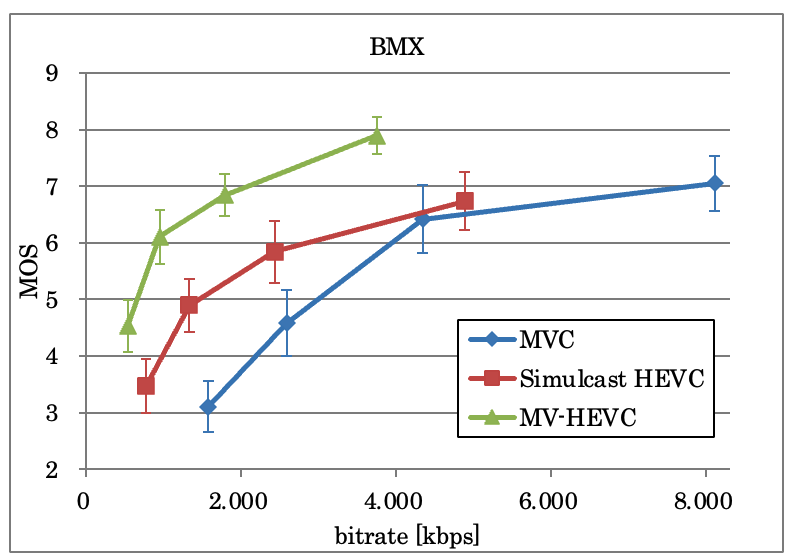 BMX
9
8
7
6
5
4
3
2
MOS
MVC
Simulcast HEVC
MV-HEVC
0 2.000 4.000 6.000 8.000
bitrate [kbps]